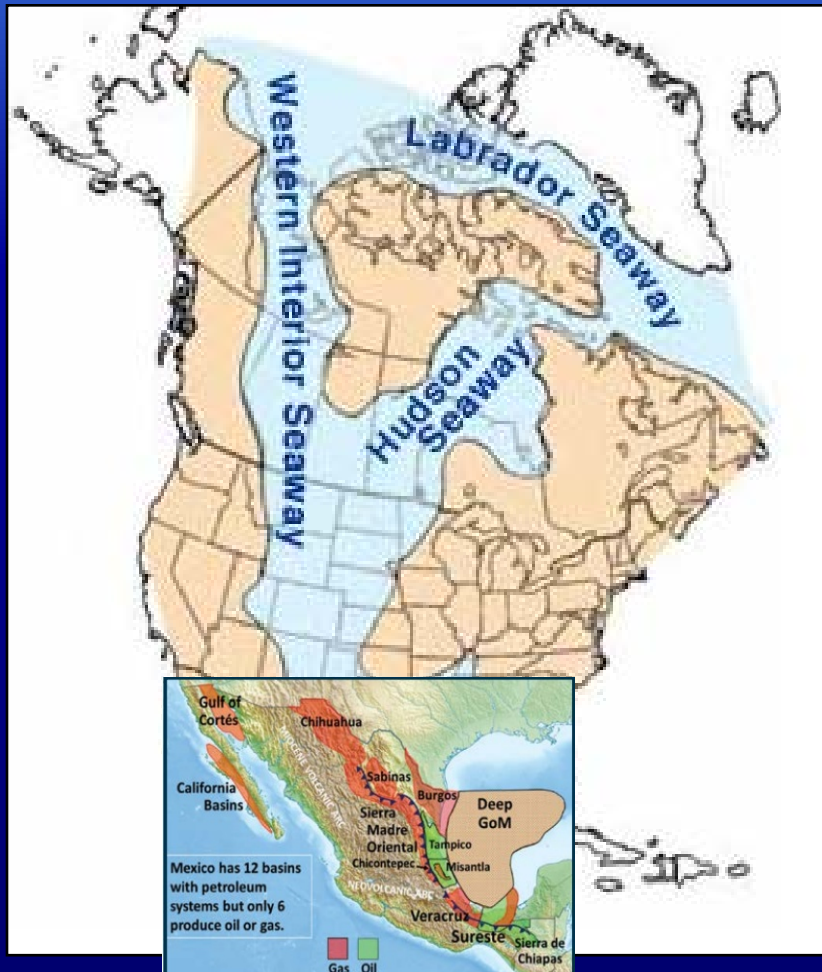 Western Interior Seaway
Labrador Seaway
Hudson
Seaway
Gulf of
Cortés
Chihuahua
California
Basins
Sabinas
Burgos
Deep
GoM
Sierra
Madre
Oriental
Tampico
Chicontepec
Misantla
NEOVOLCANIC ARC
Veracruz
Sureste
Sierra de
Chiapas
Mexico has 12 basins
with petroleum
systems but only 6
produce oil or gas.
Gas Oil